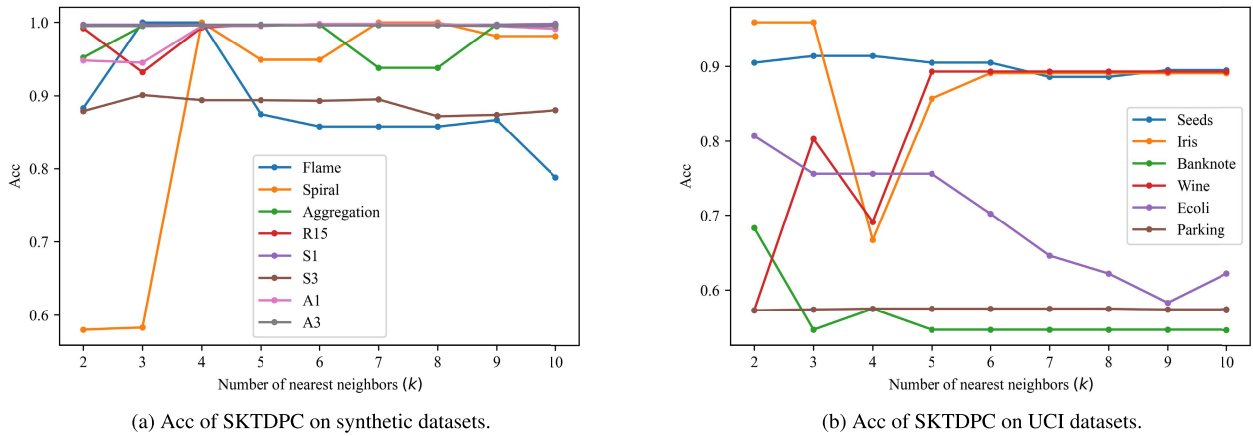 1.0
0.9
0.8
0.7
0.6
Acc
Flame
Spiral
Aggregation
R15
S1
S3
A1
A3
2 3 4 5 6 7 8 9 10
Number of nearest neighbors (k)
(a) Acc of SKTDPC on synthetic datasets.
0.9
0.8
0.7
0.6
Acc
Seeds
Iris
Banknote
Wine
Ecoli
Parking
2 3 4 5 6 7 8 9 10
Number of nearest neighbors (k)
(b) Acc of SKTDPC on UCI datasets.